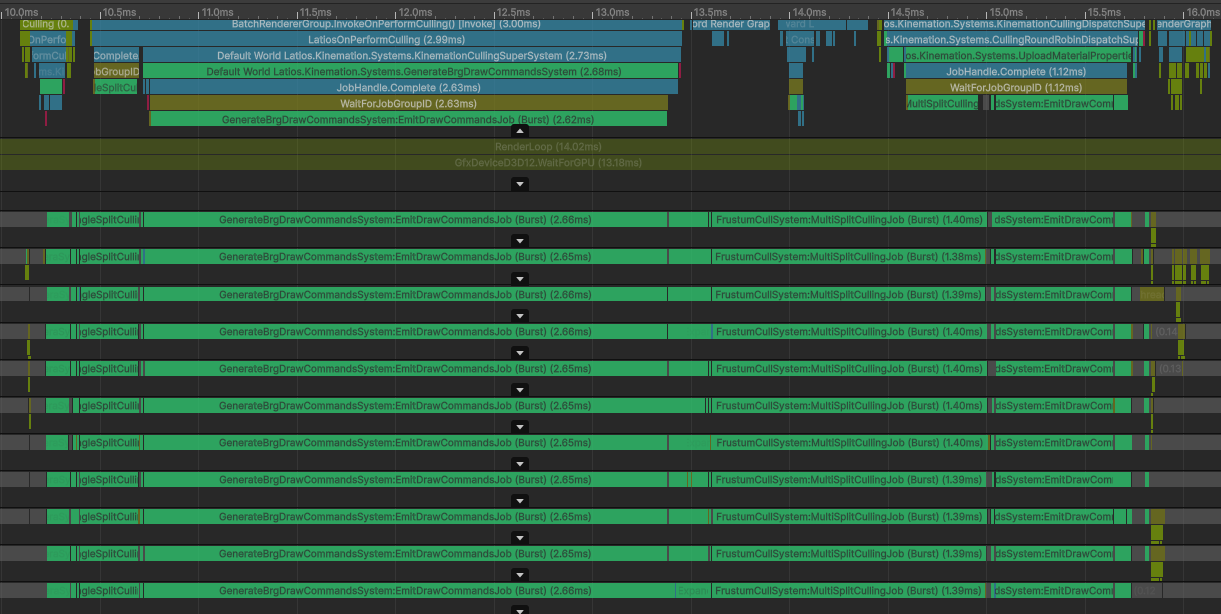 10.0ms 10.5ms 11.0ms 11.5ms 12.0ms 12.5ms 13.0ms 13.5ms 14.0ms 14.5ms 15.0ms 15.5ms 16.0ms
Culling (0. BatchRendererGroup.InvokeOnPerformCulling() [Invoke] (3.00ms) ord Render Grap os.Kinemation.Systems.KinemationCullingDispatchSupe enderGraph
OnPerfo LatiosOnPerformCulling (2.99ms) Cons s.Kinemation.Systems.CullingRoundRobinDispatchSup
ormCul Complete Default World Latios.Kinemation.Systems.KinemationCullingSuperSystem (2.73ms) os.Kinemation.Systems.UploadMaterialPropertie
obGroupID Default World Latios.Kinemation.Systems.GenerateBrgDrawCommandsSystem (2.68ms) JobHandle.Complete (1.12ms)
leSplitCu JobHandle.Complete (2.63ms) WaitForJobGroupID (1.12ms)
WaitForJobGroupID (2.63ms) MultiSplitCulling dsSystem:EmitDrawCom
GenerateBrgDrawCommandsSystem:EmitDrawCommandsJob (Burst) (2.62ms)
RenderLoop (14.02ms)
GfxDeviceD3D12.WaitForGPU (13.18ms)
gleSplitCulli GenerateBrgDrawCommandsSystem:EmitDrawCommandsJob (Burst) (2.66ms) FrustumCullSystem:MultiSplitCullingJob (Burst) (1.40ms) dsSystem:EmitDrawCom
gleSplitCulli GenerateBrgDrawCommandsSystem:EmitDrawCommandsJob (Burst) (2.65ms) FrustumCullSystem:MultiSplitCullingJob (Burst) (1.38ms) dsSystem:EmitDrawCom
gleSplitCulli GenerateBrgDrawCommandsSystem:EmitDrawCommandsJob (Burst) (2.66ms) FrustumCullSystem:MultiSplitCullingJob (Burst) (1.39ms) dsSystem:EmitDrawCom
gleSplitCulli GenerateBrgDrawCommandsSystem:EmitDrawCommandsJob (Burst) (2.66ms) FrustumCullSystem:MultiSplitCullingJob (Burst) (1.40ms) dsSystem:EmitDrawCom (0.14
gleSplitCulli GenerateBrgDrawCommandsSystem:EmitDrawCommandsJob (Burst) (2.65ms) FrustumCullSystem:MultiSplitCullingJob (Burst) (1.40ms) dsSystem:EmitDrawCom (0.13
gleSplitCulli GenerateBrgDrawCommandsSystem:EmitDrawCommandsJob (Burst) (2.65ms) FrustumCullSystem:MultiSplitCullingJob (Burst) (1.40ms) dsSystem:EmitDrawCom
gleSplitCulli GenerateBrgDrawCommandsSystem:EmitDrawCommandsJob (Burst) (2.65ms) FrustumCullSystem:MultiSplitCullingJob (Burst) (1.40ms) dsSystem:EmitDrawCom
gleSplitCulli GenerateBrgDrawCommandsSystem:EmitDrawCommandsJob (Burst) (2.65ms) FrustumCullSystem:MultiSplitCullingJob (Burst) (1.39ms) dsSystem:EmitDrawCom
gleSplitCulli GenerateBrgDrawCommandsSystem:EmitDrawCommandsJob (Burst) (2.65ms) FrustumCullSystem:MultiSplitCullingJob (Burst) (1.39ms) dsSystem:EmitDrawCom
gleSplitCulli GenerateBrgDrawCommandsSystem:EmitDrawCommandsJob (Burst) (2.65ms) FrustumCullSystem:MultiSplitCullingJob (Burst) (1.39ms) dsSystem:EmitDrawCom
gleSplitCulli GenerateBrgDrawCommandsSystem:EmitDrawCommandsJob (Burst) (2.66ms) FrustumCullSystem:MultiSplitCullingJob (Burst) (1.39ms) dsSystem:EmitDrawCom